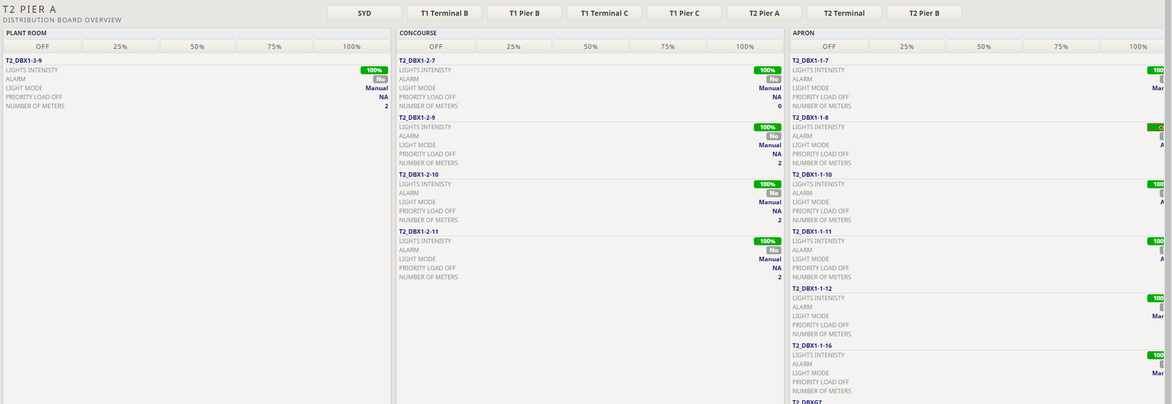 T2 PIER A
DISTRIBUTION BOARD OVERVIEW
SYD T1 Terminal B T1 Pier B T1 Terminal C T1 Pier C T2 Pier A T2 Terminal T2 Pier B
PLANT ROOM
OFF 25% 50% 75% 100%
T2_DBX1-3-9
LIGHTS INTENISTY 100%
ALARM No
LIGHT MODE Manual
PRIORITY LOAD OFF NA
NUMBER OF METERS 2
CONCOURSE
OFF 25% 50% 75% 100%
T2_DBX1-2-7
LIGHTS INTENISTY 100%
ALARM No
LIGHT MODE Manual
PRIORITY LOAD OFF NA
NUMBER OF METERS 0
T2_DBX1-2-9
LIGHTS INTENISTY 100%
ALARM No
LIGHT MODE Manual
PRIORITY LOAD OFF NA
NUMBER OF METERS 2
T2_DBX1-2-10
LIGHTS INTENISTY 100%
ALARM No
LIGHT MODE Manual
PRIORITY LOAD OFF NA
NUMBER OF METERS 2
T2_DBX1-2-11
LIGHTS INTENISTY 100%
ALARM No
LIGHT MODE Manual
PRIORITY LOAD OFF NA
NUMBER OF METERS 2
APRON
OFF 25% 50% 75% 100%
T2_DBX1-1-7
LIGHTS INTENISTY 100
ALARM
LIGHT MODE Man
PRIORITY LOAD OFF
NUMBER OF METERS
T2_DBX1-1-8
LIGHTS INTENISTY
ALARM
LIGHT MODE A
PRIORITY LOAD OFF
NUMBER OF METERS
T2_DBX1-1-10
LIGHTS INTENISTY 100
ALARM
LIGHT MODE A
PRIORITY LOAD OFF
NUMBER OF METERS
T2_DBX1-1-11
LIGHTS INTENISTY 100
ALARM
LIGHT MODE A
PRIORITY LOAD OFF
NUMBER OF METERS
T2_DBX1-1-12
LIGHTS INTENISTY 100
ALARM
LIGHT MODE Man
PRIORITY LOAD OFF
NUMBER OF METERS
T2_DBX1-1-16
LIGHTS INTENISTY 100
ALARM
LIGHT MODE Man
PRIORITY LOAD OFF
NUMBER OF METERS
T2_DBXG7